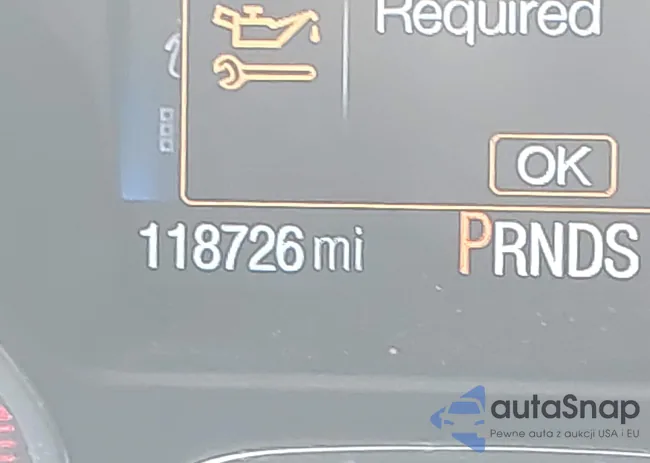 Required
OK
118726 mi
PRNDS
autaSnap
Pewne auta z aukcji USA i EU